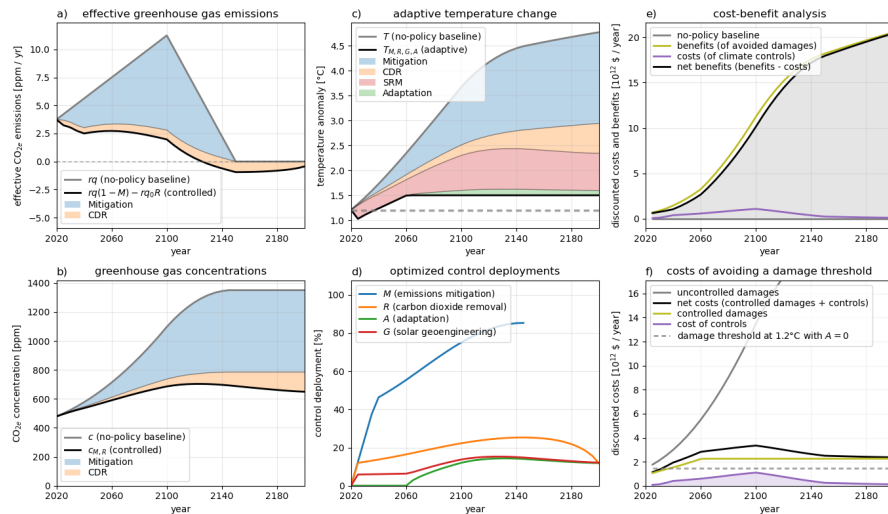 a) effective greenhouse gas emissions
effective CO2e emissions [ppm / yr]
10.0
7.5
5.0
2.5
0.0
−2.5
−5.0
rq (no-policy baseline)
rq(1 − M) − rq0R (controlled)
Mitigation
CDR
2020 2060 2100 2140 2180
year
c) adaptive temperature change
temperature anomaly [°C]
4.5
4.0
3.5
3.0
2.5
2.0
1.5
1.0
T (no-policy baseline)
TM,R,G,A (adaptive)
Mitigation
CDR
SRM
Adaptation
2020 2060 2100 2140 2180
year
e) cost-benefit analysis
discounted costs and benefits [10¹² $ / year]
20
15
10
5
0
no-policy baseline
benefits (of avoided damages)
costs (of climate controls)
net benefits (benefits - costs)
2020 2060 2100 2140 2180
year
b) greenhouse gas concentrations
CO2e concentration [ppm]
1400
1200
1000
800
600
400
200
0
c (no-policy baseline)
cM,R (controlled)
Mitigation
CDR
2020 2060 2100 2140 2180
year
d) optimized control deployments
control deployment [%]
100
80
60
40
20
0
M (emissions mitigation)
R (carbon dioxide removal)
A (adaptation)
G (solar geoengineering)
2020 2060 2100 2140 2180
year
f) costs of avoiding a damage threshold
discounted costs [10¹² $ / year]
16
14
12
10
8
6
4
2
0
uncontrolled damages
net costs (controlled damages + controls)
controlled damages
cost of controls
damage threshold at 1.2°C with A = 0
2020 2060 2100 2140 2180
year